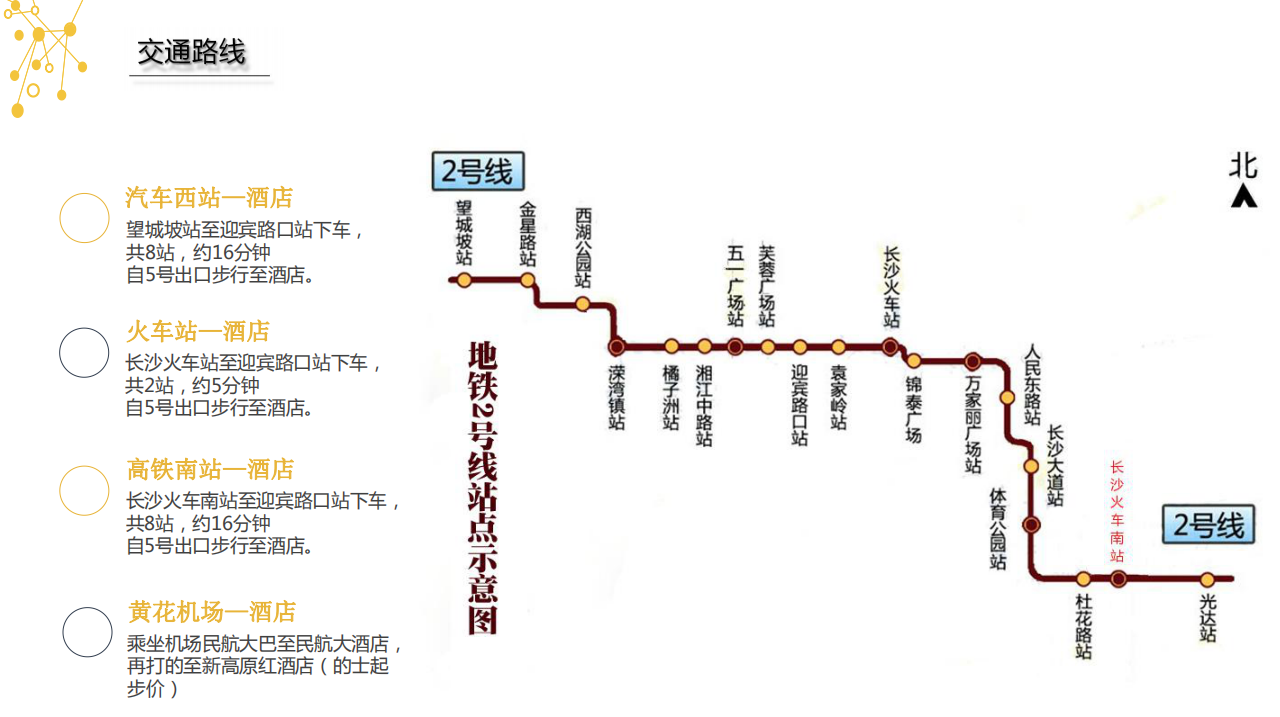 交通路线
汽车西站—酒店
望城坡站至迎宾路口站下车，
共8站，约16分钟
自5号出口步行至酒店。
火车站—酒店
长沙火车站至迎宾路口站下车，
共2站，约5分钟
自5号出口步行至酒店。
高铁南站—酒店
长沙火车南站至迎宾路口站下车，
共8站，约16分钟
自5号出口步行至酒店。
黄花机场—酒店
乘坐机场民航大巴至民航大酒店，
再打的至新高原红酒店（的士起
步价）
2号线
北
望城坡站
金星路站
西湖公园站
溁湾镇站
橘子洲站
湘江中路站
五一广场站
芙蓉广场站
迎宾路口站
袁家岭站
长沙火车站
锦泰广场
万家丽广场站
人民东路站
长沙大道站
体育公园站
杜花路站
长沙火车南站
光达站
2号线
地铁2号线站点示意图